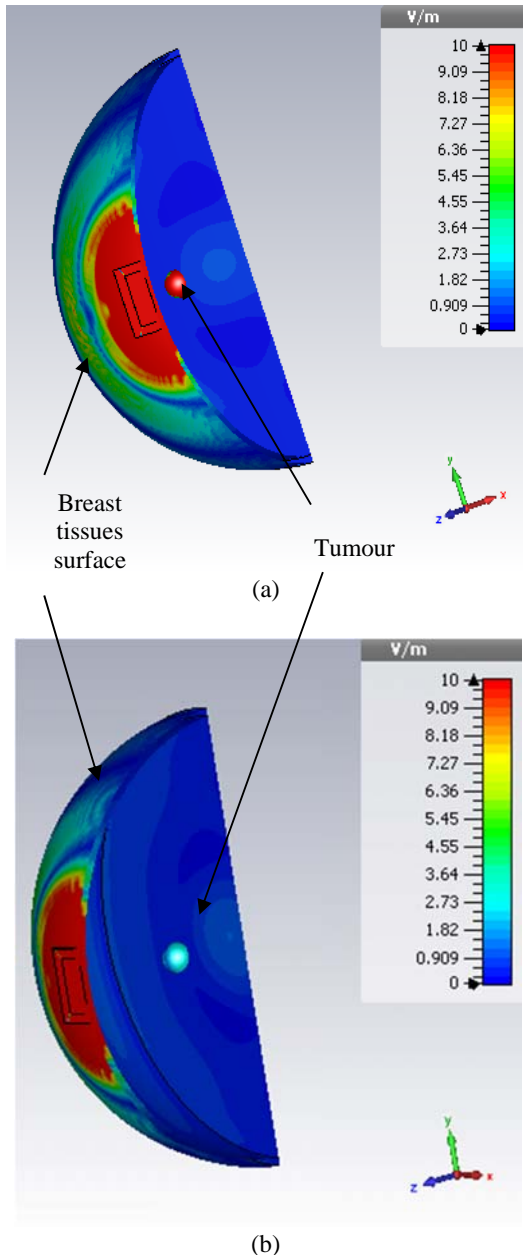 V/m
10
9.09
8.18
7.27
6.36
5.45
4.55
3.64
2.73
1.82
0.909
0
y
x
z
Breast
tissues
surface
Tumour
(a)
V/m
10
9.09
8.18
7.27
6.36
5.45
4.55
3.64
2.73
1.82
0.909
0
y
z
x
(b)